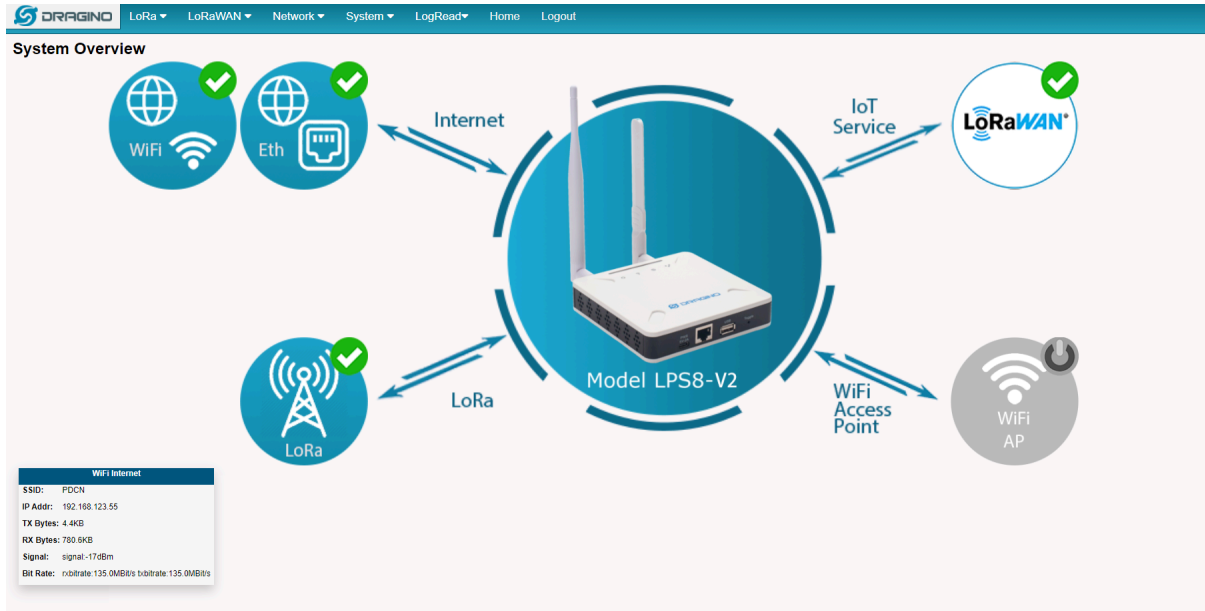 DRAGINO LoRa LoRaWAN Network System LogRead Home Logout
System Overview
WiFi
Eth
Internet
IoT
Service
LoRaWAN
DRAGINO
Model LPS8-V2
LoRa
LoRa
WiFi
Access
Point
WiFi
AP
WiFi Internet
SSID: PDCN
IP Addr: 192.168.123.55
TX Bytes: 4.4KB
RX Bytes: 780.6KB
Signal: signal:-17dBm
Bit Rate: rxbitrate:135.0MBit/s txbitrate:135.0MBit/s